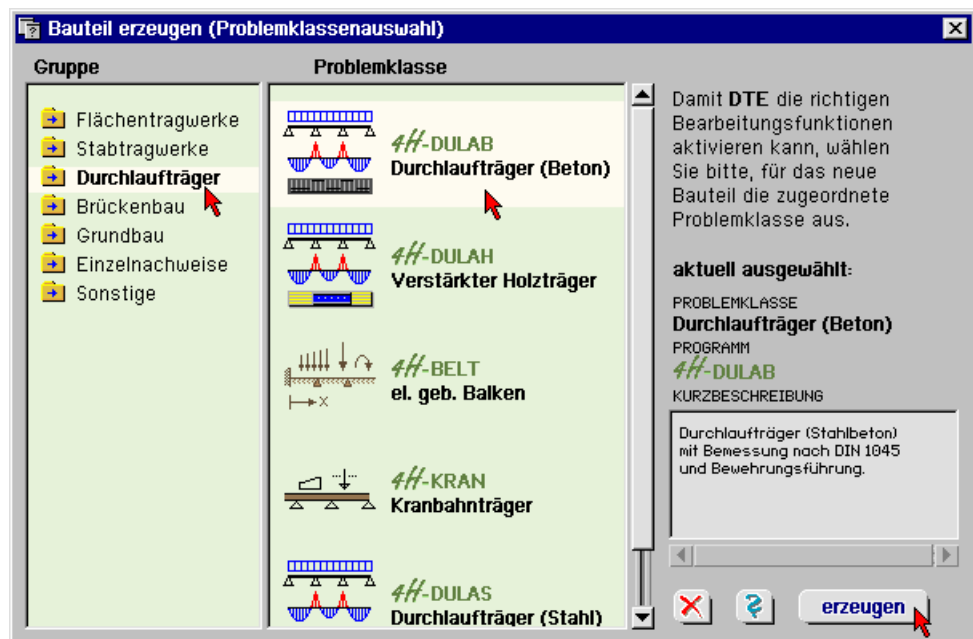 Bauteil erzeugen (Problemklassenauswahl)
Gruppe
Flächentragwerke
Stabtragwerke
Durchlaufträger
Brückenbau
Grundbau
Einzelnachweise
Sonstige
Problemklasse
4H-DULAB
Durchlaufträger (Beton)
4H-DULAH
Verstärkter Holzträger
x
4H-BELT
el. geb. Balken
4H-KRAN
Kranbahnträger
4H-DULAS
Durchlaufträger (Stahl)
Damit DTE die richtigen
Bearbeitungsfunktionen
aktivieren kann, wählen
Sie bitte, für das neue
Bauteil die zugeordnete
Problemklasse aus.
aktuell ausgewählt:
PROBLEMKLASSE
Durchlaufträger (Beton)
PROGRAMM
4H-DULAB
KURZBESCHREIBUNG
Durchlaufträger (Stahlbeton)
mit Bemessung nach DIN 1045
und Bewehrungsführung.
erzeugen